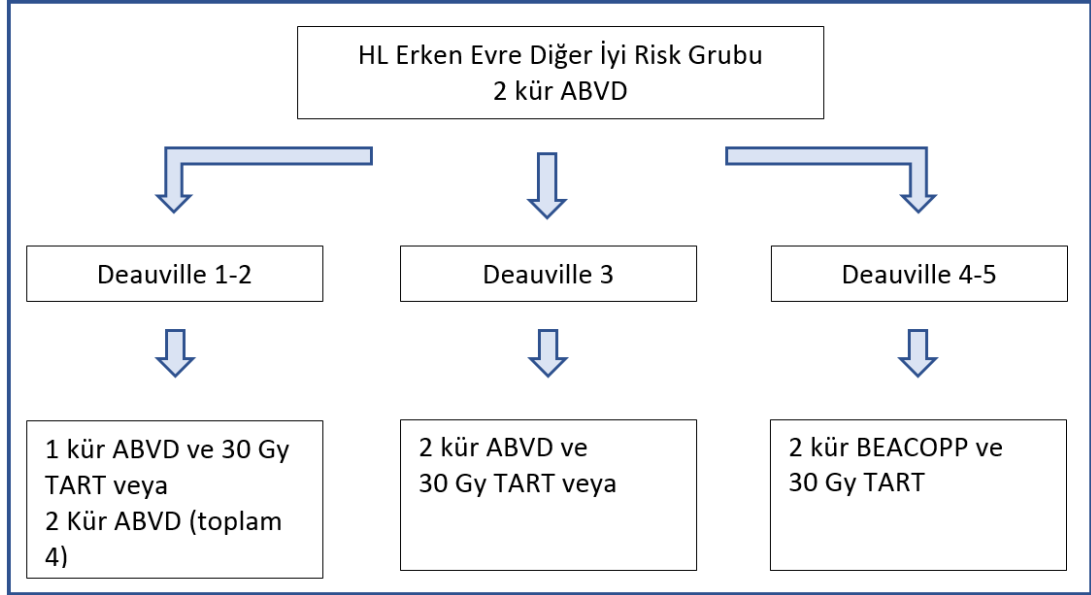 HL Erken Evre Diğer İyi Risk Grubu
2 kür ABVD
Deauville 1-2
Deauville 3
Deauville 4-5
1 kür ABVD ve 30 Gy
TART veya
2 Kür ABVD (toplam
4)
2 kür ABVD ve
30 Gy TART veya
2 kür BEACOPP ve
30 Gy TART